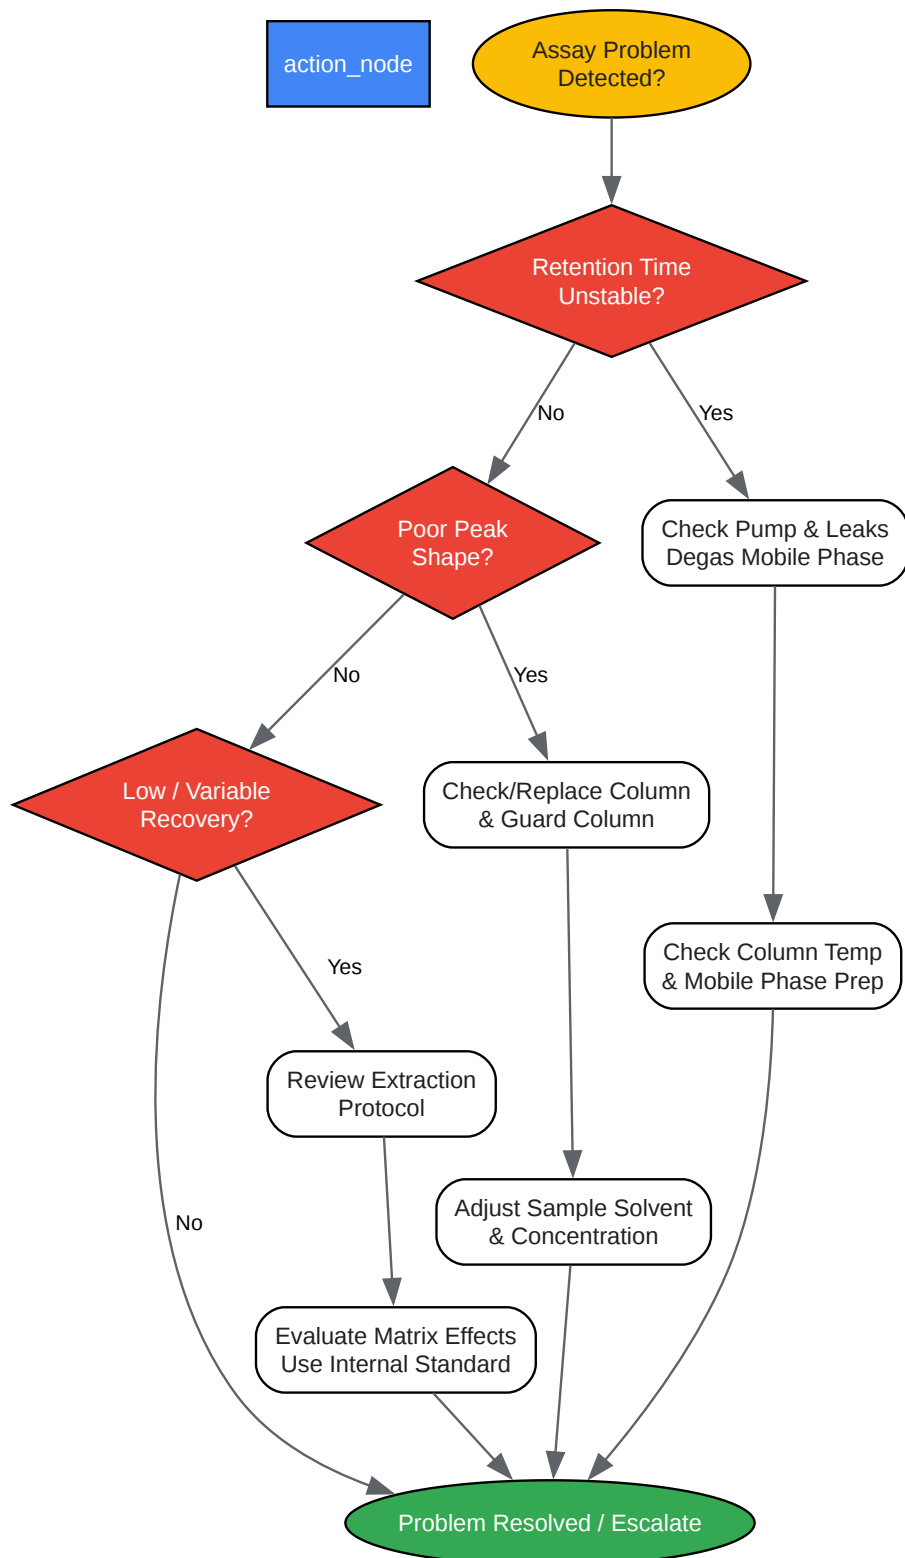 action_node
Assay Problem
Detected?
Retention Time
Unstable?
No
Yes
Poor Peak
Shape?
Check Pump & Leaks
Degas Mobile Phase
No
Yes
Low / Variable
Recovery?
Check/Replace Column
& Guard Column
Yes
Check Column Temp
& Mobile Phase Prep
Review Extraction
Protocol
No
Adjust Sample Solvent
& Concentration
Evaluate Matrix Effects
Use Internal Standard
Problem Resolved / Escalate